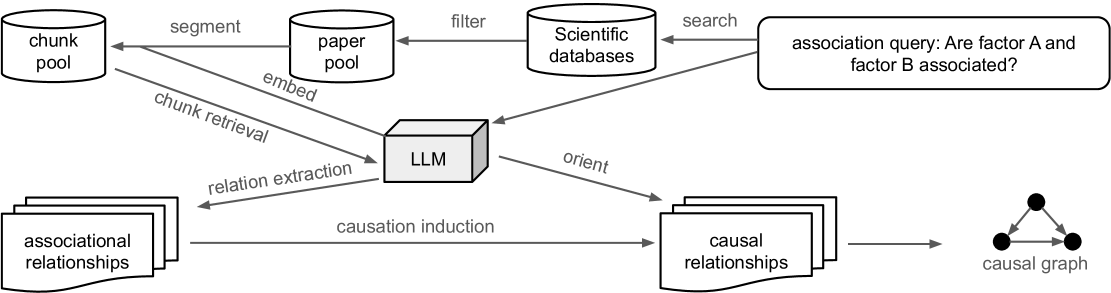 chunk
pool
segment
paper
pool
filter
Scientific
databases
search
association query: Are factor A and
factor B associated?
embed
chunk retrieval
LLM
relation extraction
orient
associational
relationships
causation induction
causal
relationships
causal graph